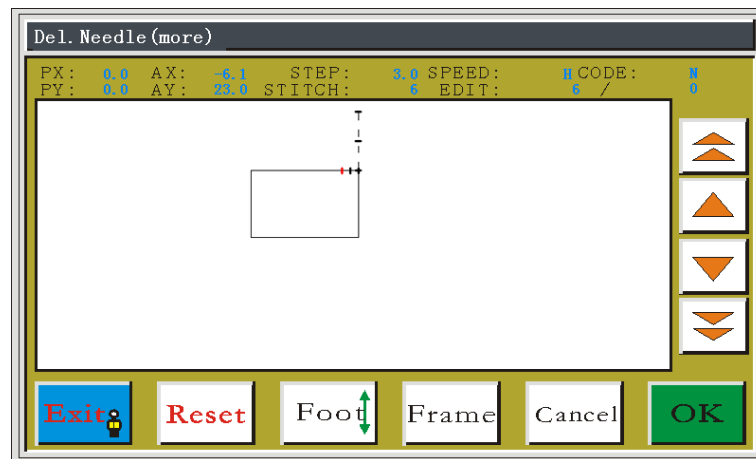 Del. Needle(more)
PX: 0.0 AX: -6.1 STEP: 3.0 SPEED: H CODE: N
PY: 0.0 AY: 23.0 STITCH: 6 EDIT: 6 / 0
Exit Reset Foot Frame Cancel OK